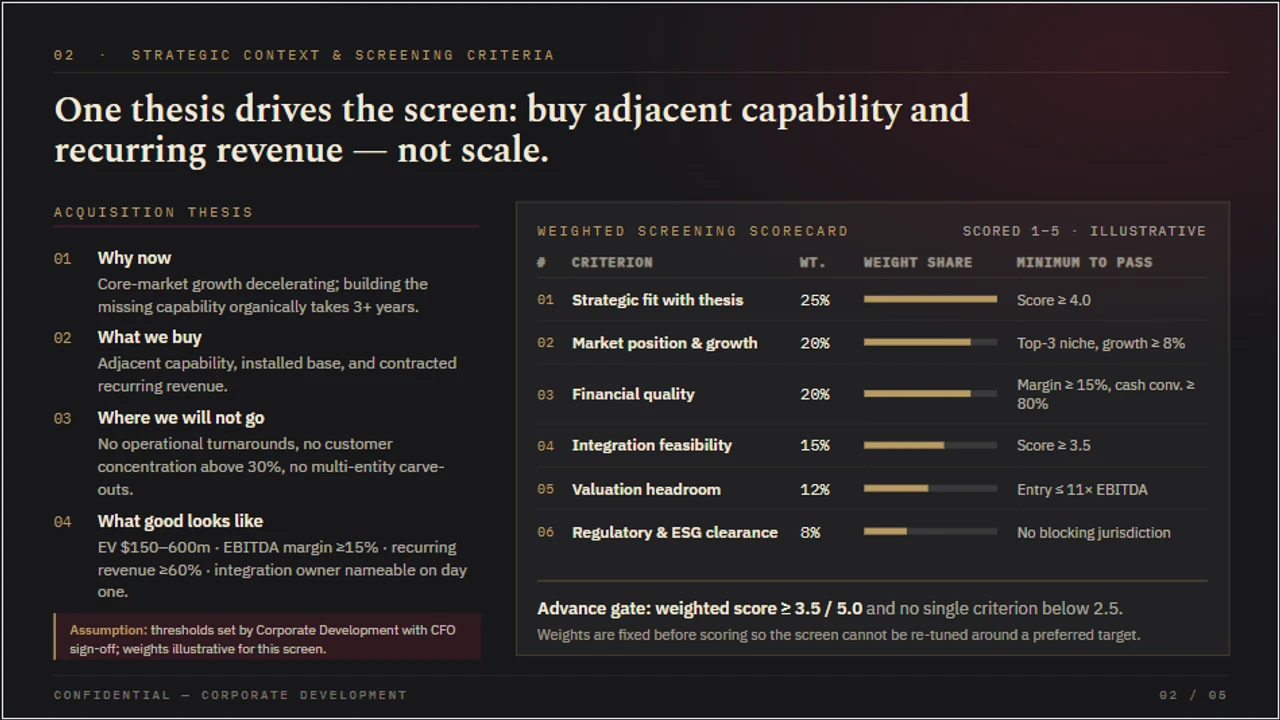 02 · STRATEGIC CONTEXT & SCREENING CRITERIA
One thesis drives the screen: buy adjacent capability and
recurring revenue — not scale.
ACQUISITION THESIS
01 Why now
Core-market growth decelerating; building the
missing capability organically takes 3+ years.
02 What we buy
Adjacent capability, installed base, and contracted
recurring revenue.
03 Where we will not go
No operational turnarounds, no customer
concentration above 30%, no multi-entity carve-
outs.
04 What good looks like
EV $150–600m · EBITDA margin ≥15% · recurring
revenue ≥60% · integration owner nameable on day
one.
Assumption: thresholds set by Corporate Development with CFO
sign-off; weights illustrative for this screen.
WEIGHTED SCREENING SCORECARD SCORED 1–5 · ILLUSTRATIVE
# CRITERION WT. WEIGHT SHARE MINIMUM TO PASS
01 Strategic fit with thesis 25% Score ≥ 4.0
02 Market position & growth 20% Top-3 niche, growth ≥ 8%
03 Financial quality 20% Margin ≥ 15%, cash conv. ≥
80%
04 Integration feasibility 15% Score ≥ 3.5
05 Valuation headroom 12% Entry ≤ 11× EBITDA
06 Regulatory & ESG clearance 8% No blocking jurisdiction
Advance gate: weighted score ≥ 3.5 / 5.0 and no single criterion below 2.5.
Weights are fixed before scoring so the screen cannot be re-tuned around a preferred target.
CONFIDENTIAL — CORPORATE DEVELOPMENT 02 / 05